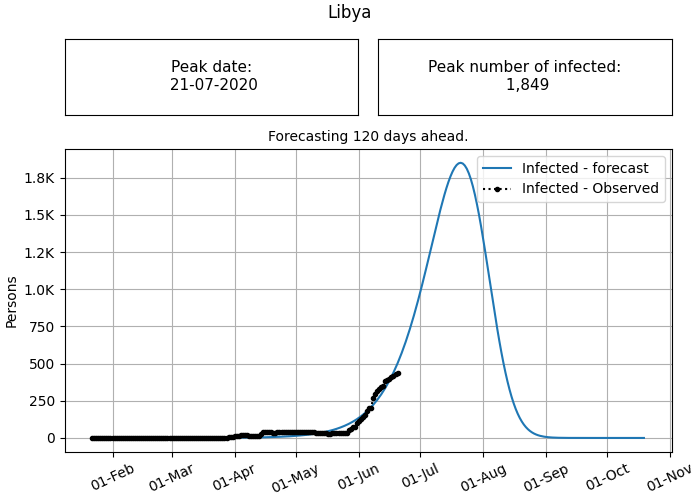 Libya
Peak date:
21-07-2020
Peak number of infected:
1,849
Forecasting 120 days ahead.
Infected - forecast
Infected - Observed
Persons
1.8K
1.5K
1.2K
1.0K
750
500
250
0
01-Feb
01-Mar
01-Apr
01-May
01-Jun
01-Jul
01-Aug
01-Sep
01-Oct
01-Nov